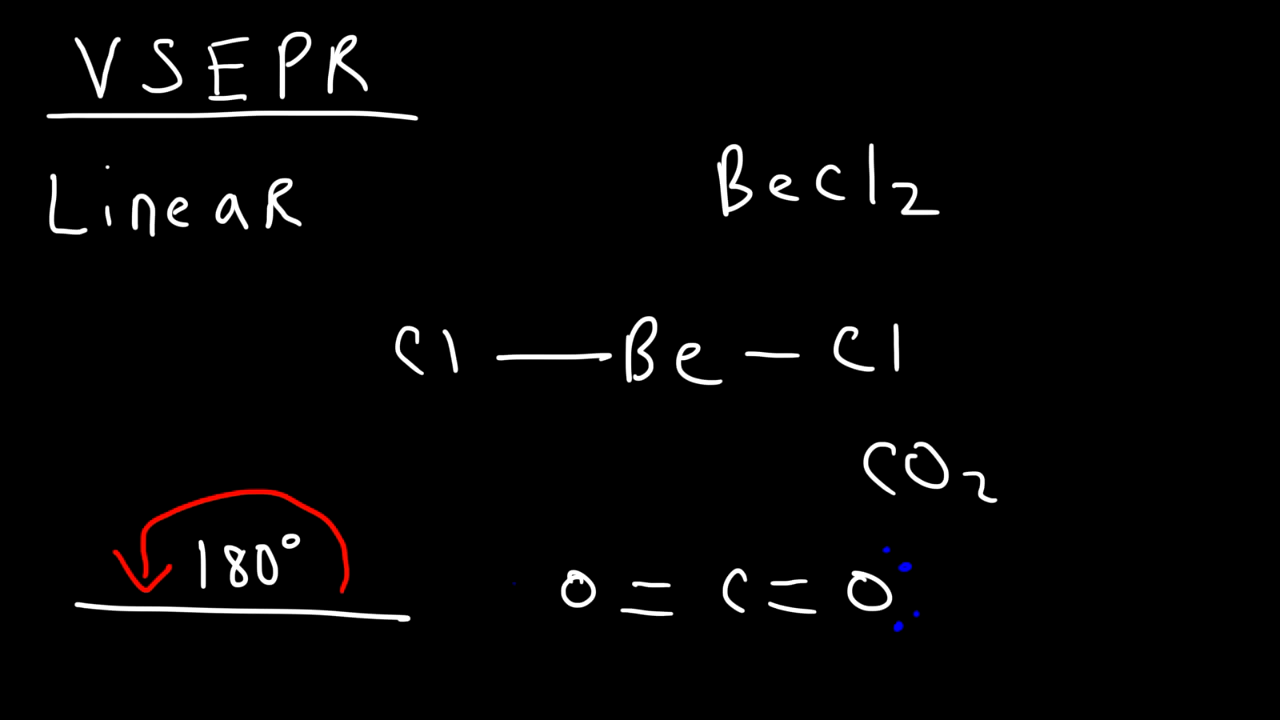 VSEPR
LineaR
BeCl2
Cl — Be — Cl
CO2
180°
O = C = O